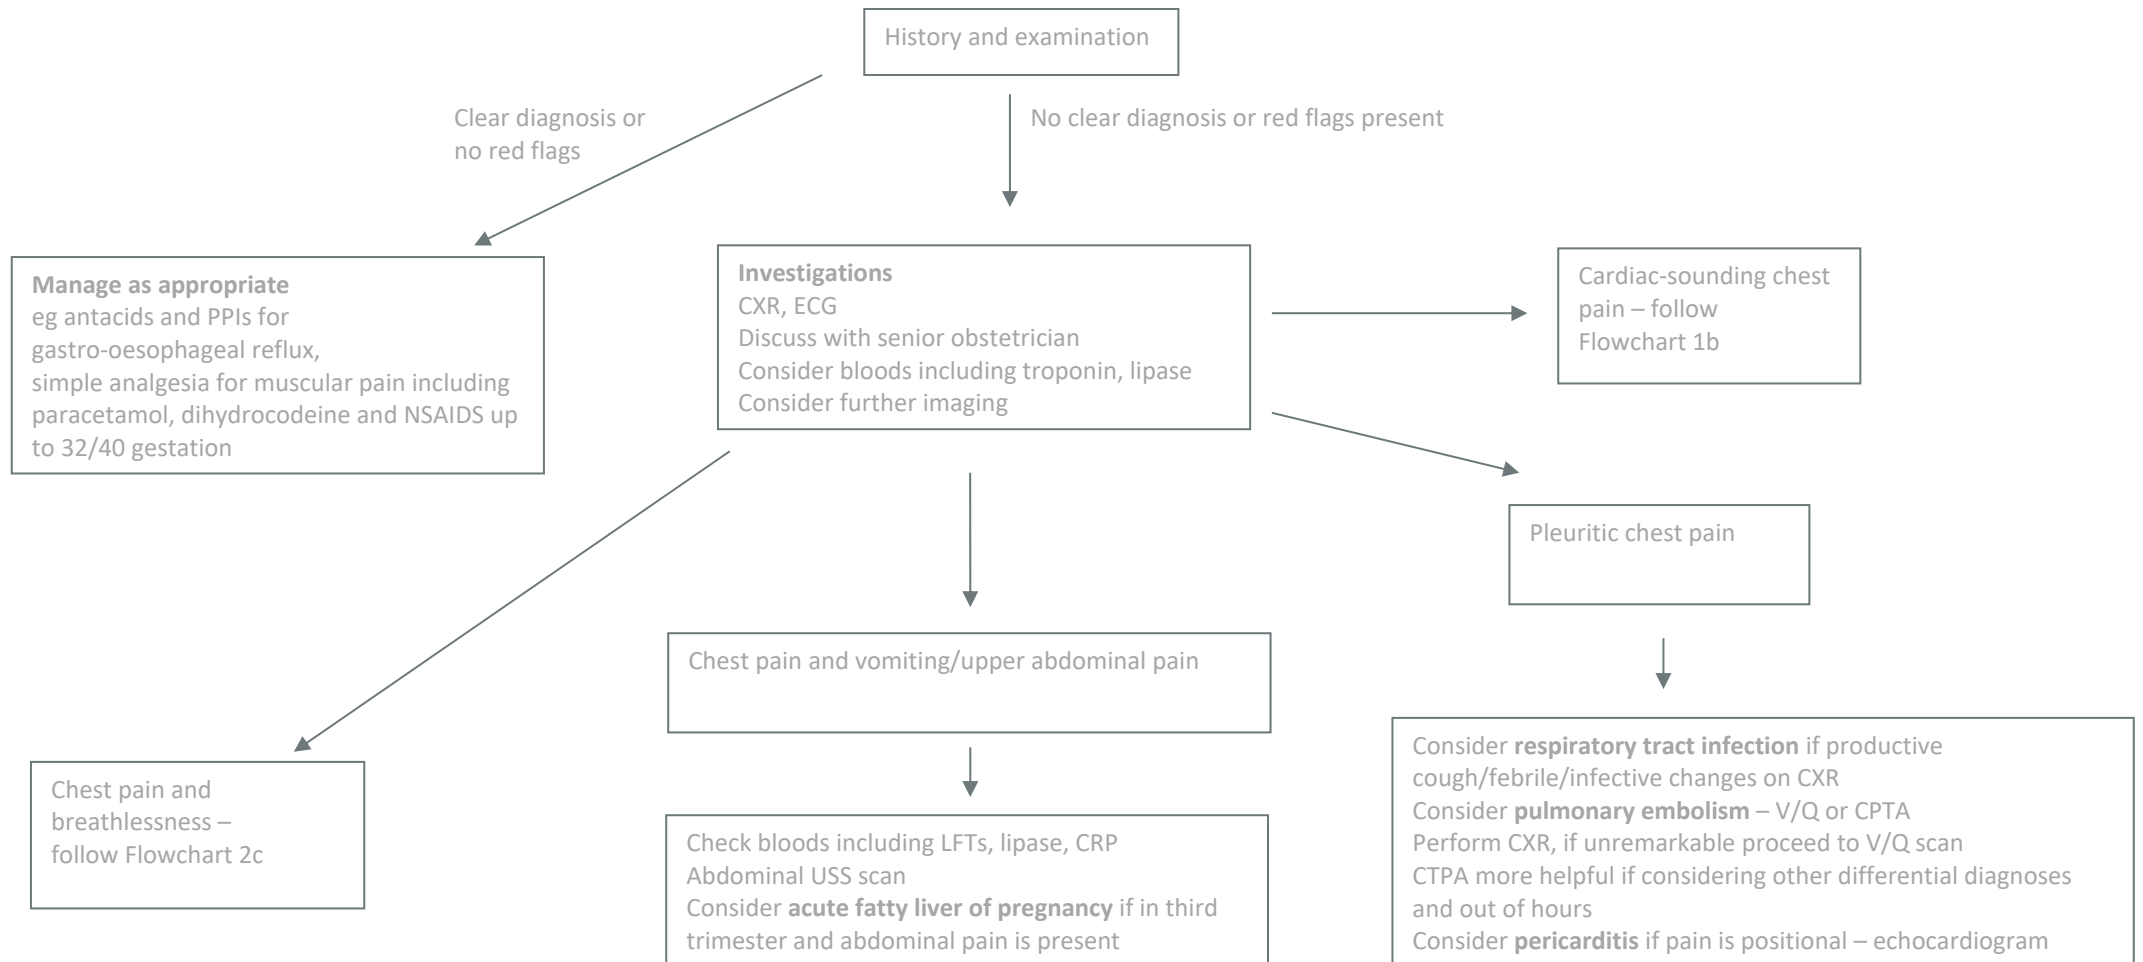 History and examination
Clear diagnosis or
no red flags
No clear diagnosis or red flags present
Manage as appropriate
eg antacids and PPIs for
gastro-oesophageal reflux,
simple analgesia for muscular pain including
paracetamol, dihydrocodeine and NSAIDS up
to 32/40 gestation
Investigations
CXR, ECG
Discuss with senior obstetrician
Consider bloods including troponin, lipase
Consider further imaging
Cardiac-sounding chest
pain – follow
Flowchart 1b
Pleuritic chest pain
Chest pain and vomiting/upper abdominal pain
Chest pain and
breathlessness –
follow Flowchart 2c
Check bloods including LFTs, lipase, CRP
Abdominal USS scan
Consider acute fatty liver of pregnancy if in third
trimester and abdominal pain is present
Consider respiratory tract infection if productive
cough/febrile/infective changes on CXR
Consider pulmonary embolism – V/Q or CPTA
Perform CXR, if unremarkable proceed to V/Q scan
CTPA more helpful if considering other differential diagnoses
and out of hours
Consider pericarditis if pain is positional – echocardiogram